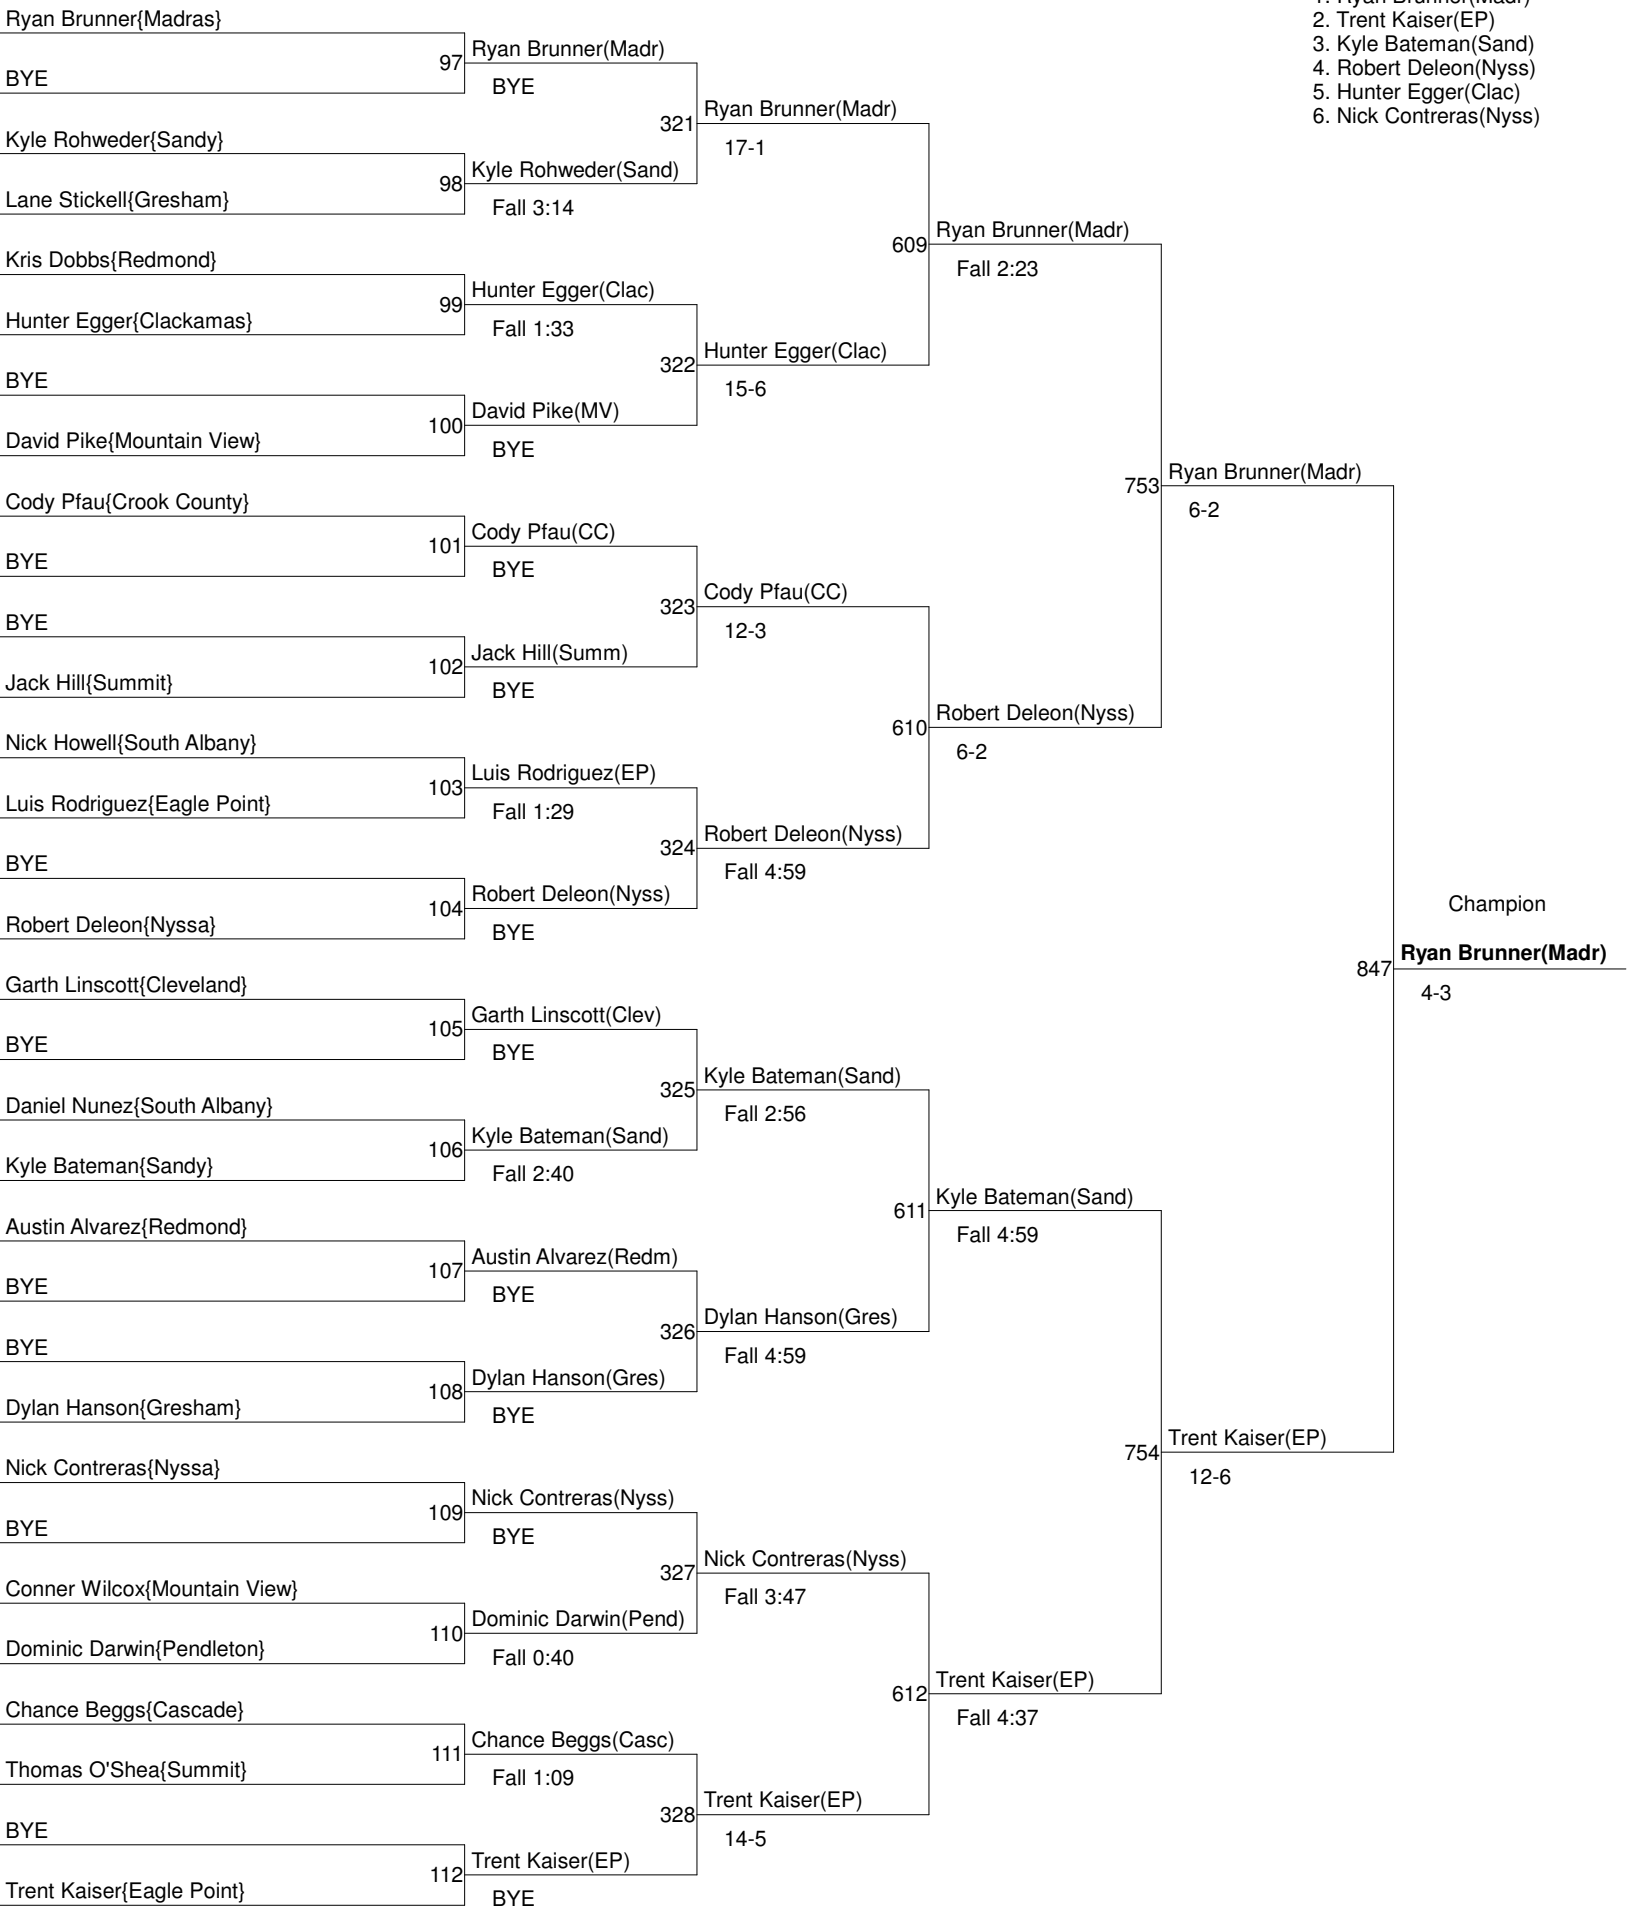 Ryan Brunner{Madras}
BYE
Kyle Rohweder{Sandy}
Lane Stickell{Gresham}
Kris Dobbs{Redmond}
Hunter Egger{Clackamas}
BYE
David Pike{Mountain View}
Cody Pfau{Crook County}
BYE
BYE
Jack Hill{Summit}
Nick Howell{South Albany}
Luis Rodriguez{Eagle Point}
BYE
Robert Deleon{Nyssa}
Garth Linscott{Cleveland}
BYE
Daniel Nunez{South Albany}
Kyle Bateman{Sandy}
Austin Alvarez{Redmond}
BYE
BYE
Dylan Hanson{Gresham}
Nick Contreras{Nyssa}
BYE
Conner Wilcox{Mountain View}
Dominic Darwin{Pendleton}
Chance Beggs{Cascade}
Thomas O'Shea{Summit}
BYE
Trent Kaiser{Eagle Point}
97 Ryan Brunner(Madr)
BYE
98 Kyle Rohweder(Sand)
Fall 3:14
99 Hunter Egger(Clac)
Fall 1:33
100 David Pike(MV)
BYE
101 Cody Pfau(CC)
BYE
102 Jack Hill(Summ)
BYE
103 Luis Rodriguez(EP)
Fall 1:29
104 Robert Deleon(Nyss)
BYE
105 Garth Linscott(Clev)
BYE
106 Kyle Bateman(Sand)
Fall 2:40
107 Austin Alvarez(Redm)
BYE
108 Dylan Hanson(Gres)
BYE
109 Nick Contreras(Nyss)
BYE
110 Dominic Darwin(Pend)
Fall 0:40
111 Chance Beggs(Casc)
Fall 1:09
112 Trent Kaiser(EP)
BYE
321 Ryan Brunner(Madr)
17-1
322 Hunter Egger(Clac)
15-6
323 Cody Pfau(CC)
12-3
324 Robert Deleon(Nyss)
Fall 4:59
325 Kyle Bateman(Sand)
Fall 2:56
326 Dylan Hanson(Gres)
Fall 4:59
327 Nick Contreras(Nyss)
Fall 3:47
328 Trent Kaiser(EP)
14-5
609 Ryan Brunner(Madr)
Fall 2:23
610 Robert Deleon(Nyss)
6-2
611 Kyle Bateman(Sand)
Fall 4:59
612 Trent Kaiser(EP)
Fall 4:37
753 Ryan Brunner(Madr)
6-2
754 Trent Kaiser(EP)
12-6
Champion
847 Ryan Brunner(Madr)
4-3
1. Ryan Brunner(Madr)
2. Trent Kaiser(EP)
3. Kyle Bateman(Sand)
4. Robert Deleon(Nyss)
5. Hunter Egger(Clac)
6. Nick Contreras(Nyss)